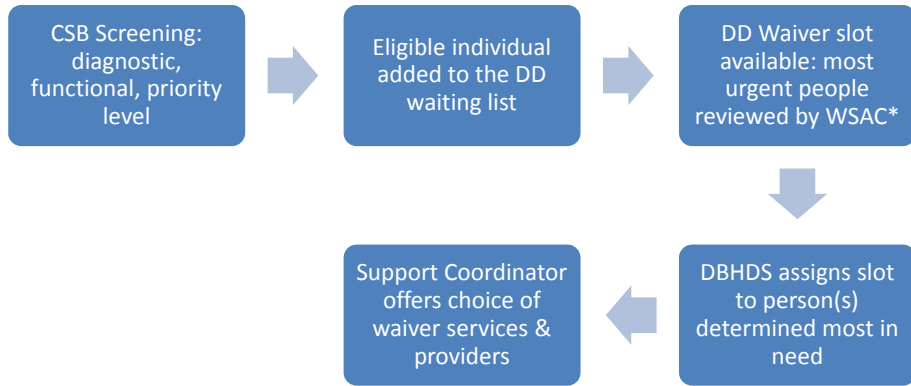 CSB Screening:
diagnostic,
functional, priority
level
Eligible individual
added to the DD
waiting list
DD Waiver slot
available: most
urgent people
reviewed by WSAC*
DBHDS assigns slot
to person(s)
determined most in
need
Support Coordinator
offers choice of
waiver services &
providers